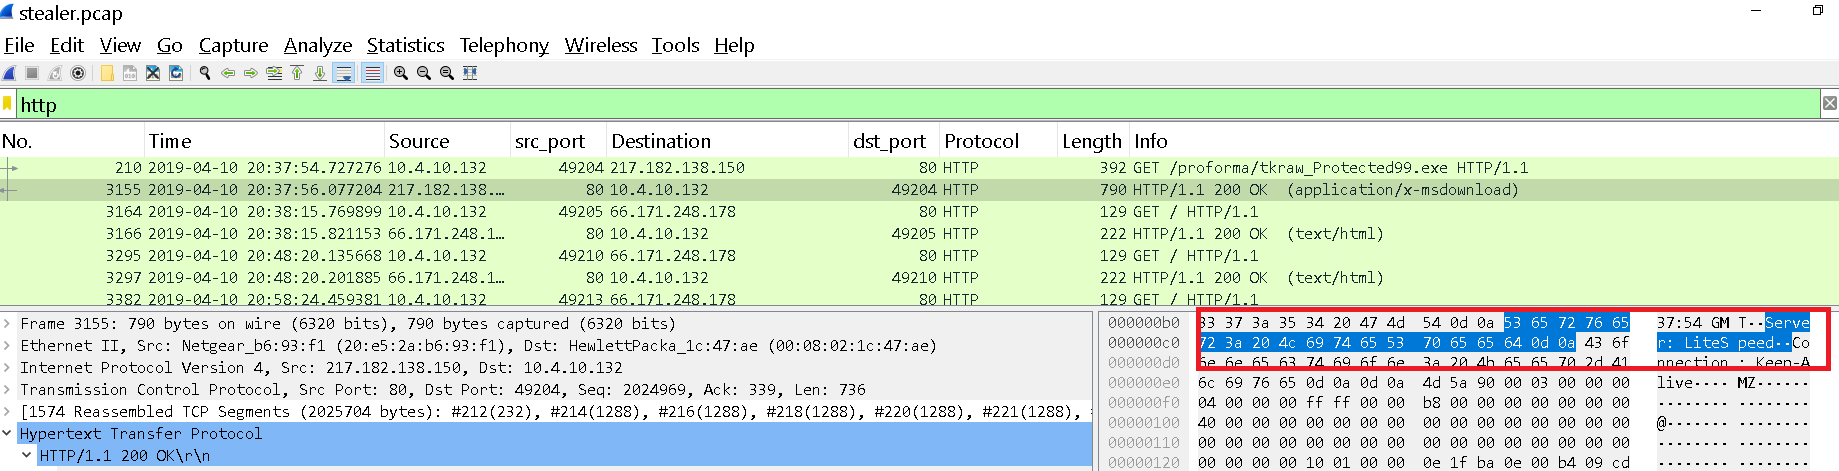 stealer.pcap
File Edit View Go Capture Analyze Statistics Telephony Wireless Tools Help
http
No. Time Source src_port Destination dst_port Protocol Length Info
210 2019-04-10 20:37:54.727276 10.4.10.132 49204 217.182.138.150 80 HTTP 392 GET /proforma/tkraw_Protected99.exe HTTP/1.1
3155 2019-04-10 20:37:56.077204 217.182.138.… 80 10.4.10.132 49204 HTTP 790 HTTP/1.1 200 OK (application/x-msdownload)
3164 2019-04-10 20:38:15.769899 10.4.10.132 49205 66.171.248.178 80 HTTP 129 GET / HTTP/1.1
3166 2019-04-10 20:38:15.821153 66.171.248.1… 80 10.4.10.132 49205 HTTP 222 HTTP/1.1 200 OK (text/html)
3295 2019-04-10 20:48:20.135668 10.4.10.132 49210 66.171.248.178 80 HTTP 129 GET / HTTP/1.1
3297 2019-04-10 20:48:20.201885 66.171.248.1… 80 10.4.10.132 49210 HTTP 222 HTTP/1.1 200 OK (text/html)
3382 2019-04-10 20:58:24.459381 10.4.10.132 49213 66.171.248.178 80 HTTP 129 GET / HTTP/1.1
Frame 3155: 790 bytes on wire (6320 bits), 790 bytes captured (6320 bits)
Ethernet II, Src: Netgear_b6:93:f1 (20:e5:2a:b6:93:f1), Dst: HewlettPacka_1c:47:ae (00:08:02:1c:47:ae)
Internet Protocol Version 4, Src: 217.182.138.150, Dst: 10.4.10.132
Transmission Control Protocol, Src Port: 80, Dst Port: 49204, Seq: 2024969, Ack: 339, Len: 736
[1574 Reassembled TCP Segments (2025704 bytes): #212(232), #214(1288), #216(1288), #218(1288), #220(1288), #221(1288),
Hypertext Transfer Protocol
HTTP/1.1 200 OK\r\n
000000b0 33 37 3a 35 34 20 47 4d 54 0d 0a 53 65 72 76 65 37:54 GM T··Serve
000000c0 72 3a 20 4c 69 74 65 53 70 65 65 64 0d 0a 43 6f r: LiteS peed··Co
000000d0 6e 6e 65 63 74 69 6f 6e 3a 20 4b 65 65 70 2d 41 nnection : Keep-A
000000e0 6c 69 76 65 0d 0a 0d 0a 4d 5a 90 00 03 00 00 00 live···· MZ······
000000f0 04 00 00 00 ff ff 00 00 b8 00 00 00 00 00 00 00 ········ ········
00000100 40 00 00 00 00 00 00 00 00 00 00 00 00 00 00 00 @······· ········
00000110 00 00 00 00 00 00 00 00 00 00 00 00 00 00 00 00 ········ ········
00000120 00 00 00 00 10 01 00 00 0e 1f ba 0e 00 b4 09 cd ········ ········